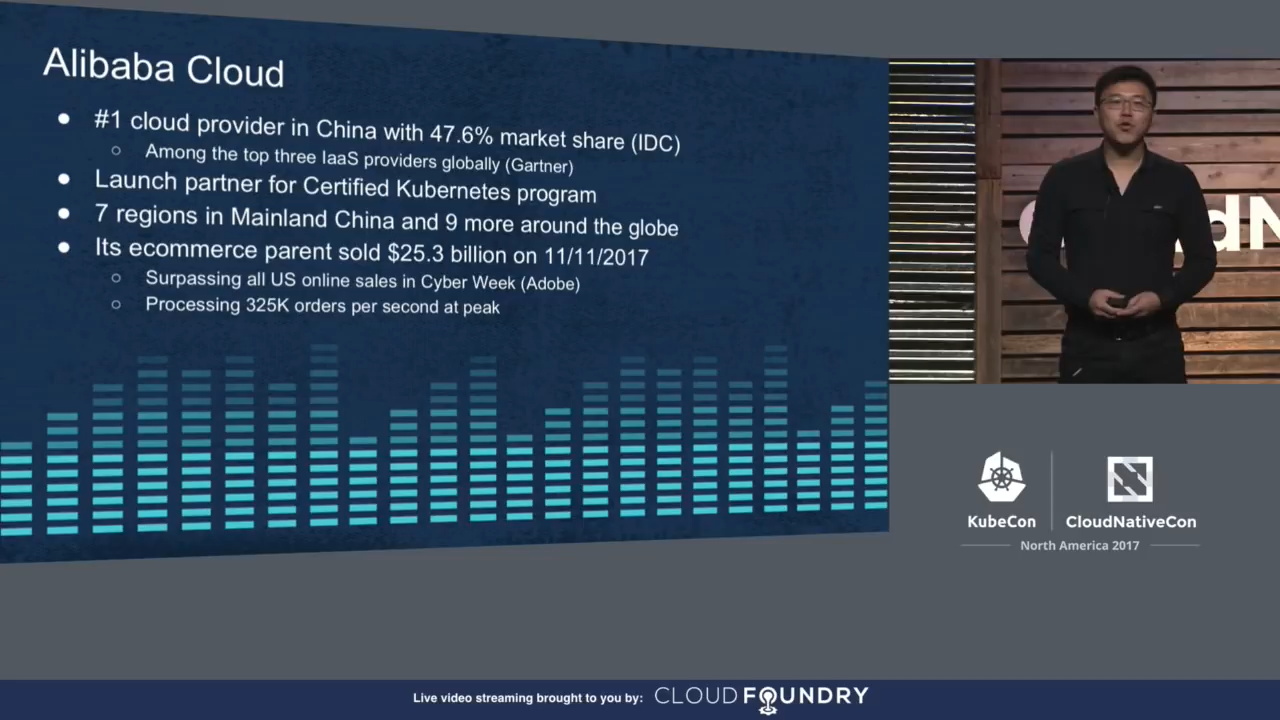 Alibaba Cloud
● #1 cloud provider in China with 47.6% market share (IDC)
○ Among the top three IaaS providers globally (Gartner)
● Launch partner for Certified Kubernetes program
● 7 regions in Mainland China and 9 more around the globe
● Its ecommerce parent sold $25.3 billion on 11/11/2017
○ Surpassing all US online sales in Cyber Week (Adobe)
○ Processing 325K orders per second at peak
KubeCon
CloudNativeCon
North America 2017
Live video streaming brought to you by: CLOUD FOUNDRY